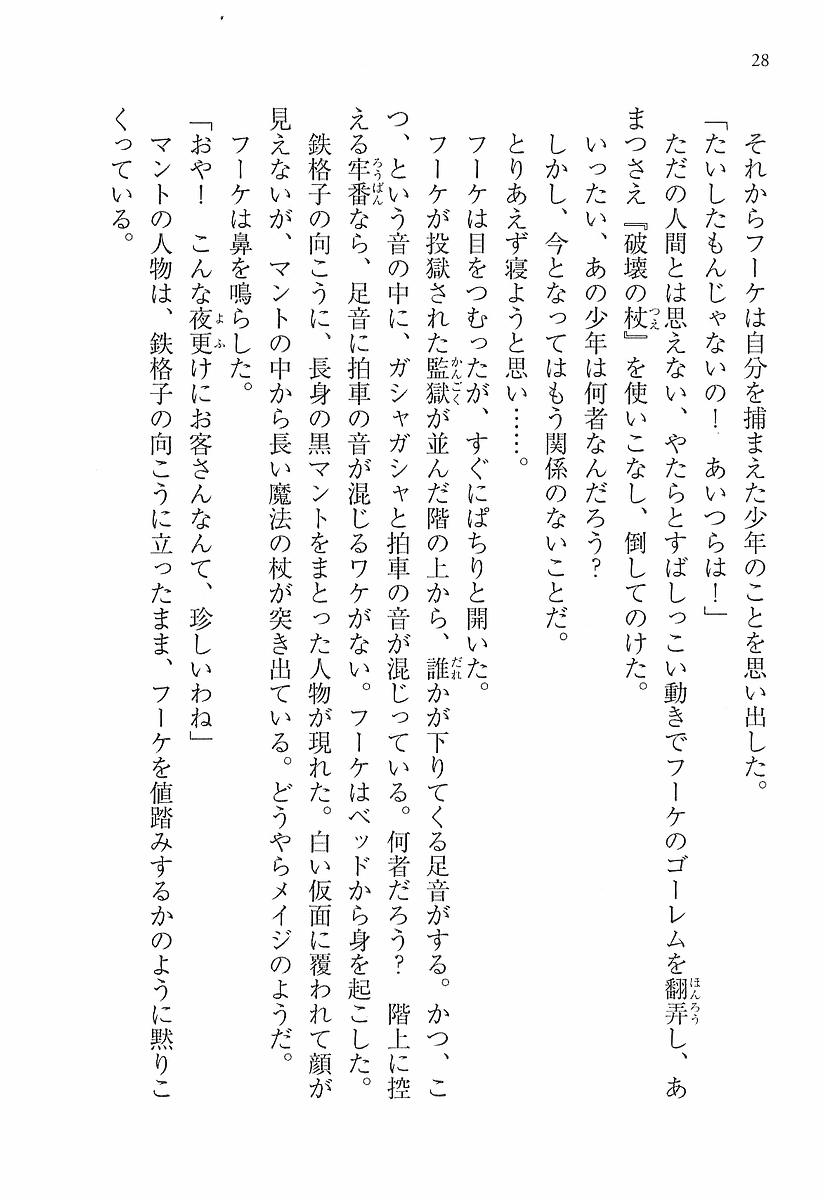 28
それからフーケは自分を捕まえた少年のことを思い出した。
「たいしたもんじゃないの！　あいつらは！」
ただの人間とは思えない、やたらとすばしっこい動きでフーケのゴーレムを翻弄し、あ
まつさえ『破壊の杖』を使いこなし、倒してのけた。
いったい、あの少年は何者なんだろう？
しかし、今となってはもう関係のないことだ。
とりあえず寝ようと思い……。
フーケは目をつむったが、すぐにぱちりと開いた。
フーケが投獄された監獄が並んだ階の上から、誰かが下りてくる足音がする。かつ、こ
つ、という音の中に、ガシャガシャと拍車の音が混じっている。何者だろう？　階上に控
える牢番なら、足音に拍車の音が混じるワケがない。フーケはベッドから身を起こした。
鉄格子の向こうに、長身の黒マントをまとった人物が現れた。白い仮面に覆われて顔が
見えないが、マントの中から長い魔法の杖が突き出ている。どうやらメイジのようだ。
フーケは鼻を鳴らした。
「おや！　こんな夜更けにお客さんなんて、珍しいわね」
マントの人物は、鉄格子の向こうに立ったまま、フーケを値踏みするかのように黙りこ
くっている。